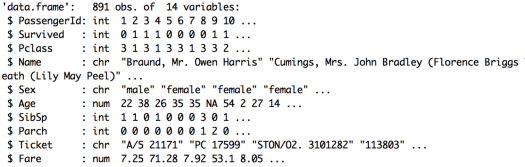 'data.frame':	891 obs. of  14 variables:
 $ PassengerId: int  1 2 3 4 5 6 7 8 9 10 ...
 $ Survived   : int  0 1 1 1 0 0 0 0 1 1 ...
 $ Pclass     : int  3 1 3 1 3 3 1 3 3 2 ...
 $ Name       : chr  "Braund, Mr. Owen Harris" "Cumings, Mrs. John Bradley (Florence Briggs
eath (Lily May Peel)" ...
 $ Sex        : chr  "male" "female" "female" "female" ...
 $ Age        : num  22 38 26 35 35 NA 54 2 27 14 ...
 $ SibSp      : int  1 1 0 1 0 0 0 3 0 1 ...
 $ Parch      : int  0 0 0 0 0 0 0 1 2 0 ...
 $ Ticket     : chr  "A/5 21171" "PC 17599" "STON/O2. 3101282" "113803" ...
 $ Fare       : num  7.25 71.28 7.92 53.1 8.05 ...